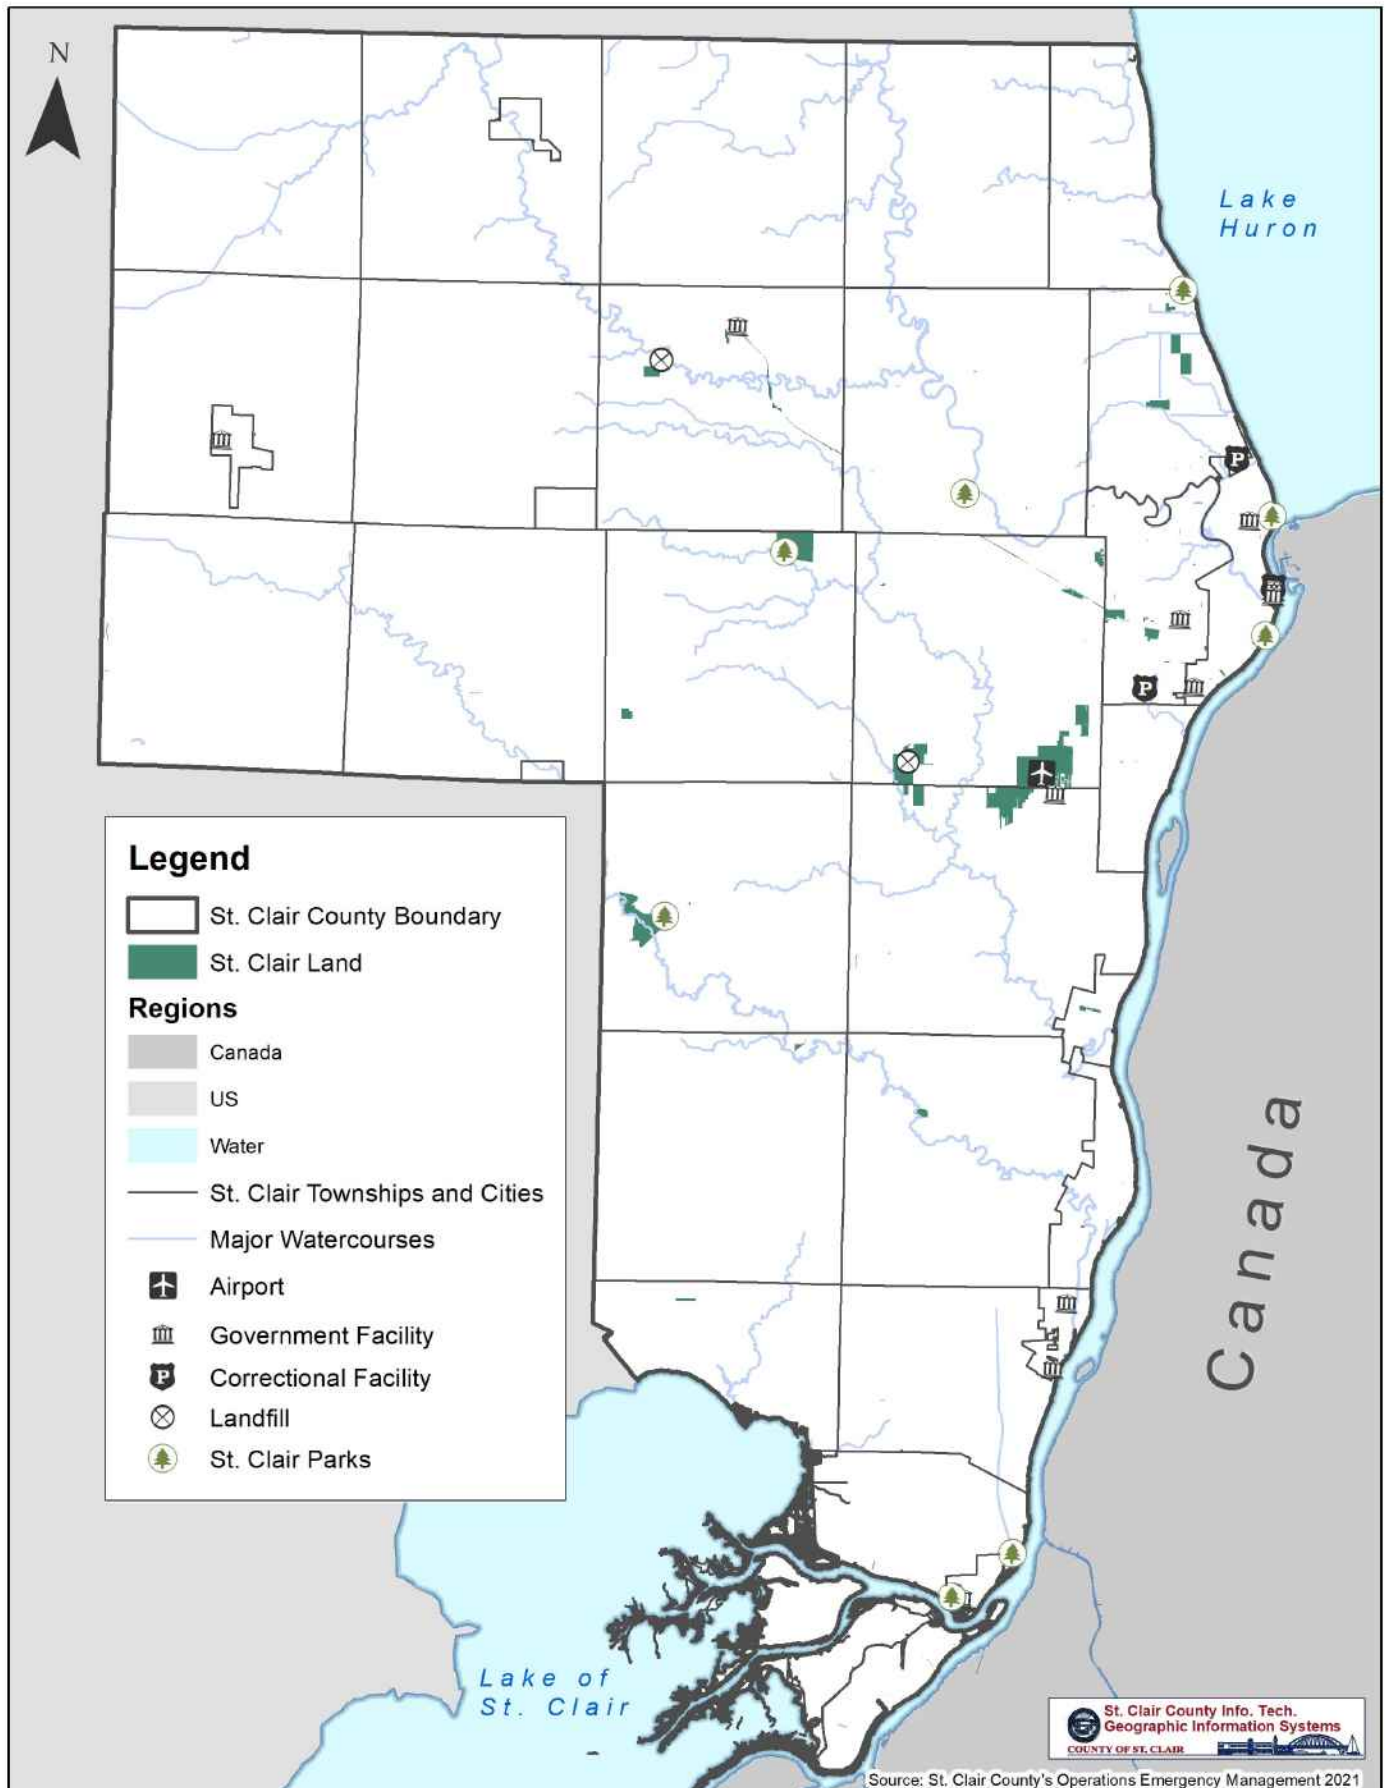 N
Lake
Huron
Legend
St. Clair County Boundary
St. Clair Land
Regions
Canada
US
Water
St. Clair Townships and Cities
Major Watercourses
Airport
Government Facility
P
Correctional Facility
Landfill
St. Clair Parks
P
P
Canada
Lake of
St. Clair
St. Clair County Info. Tech.
Geographic Information Systems
COUNTY OF ST. CLAIR
Source: St. Clair County's Operations Emergency Management 2021